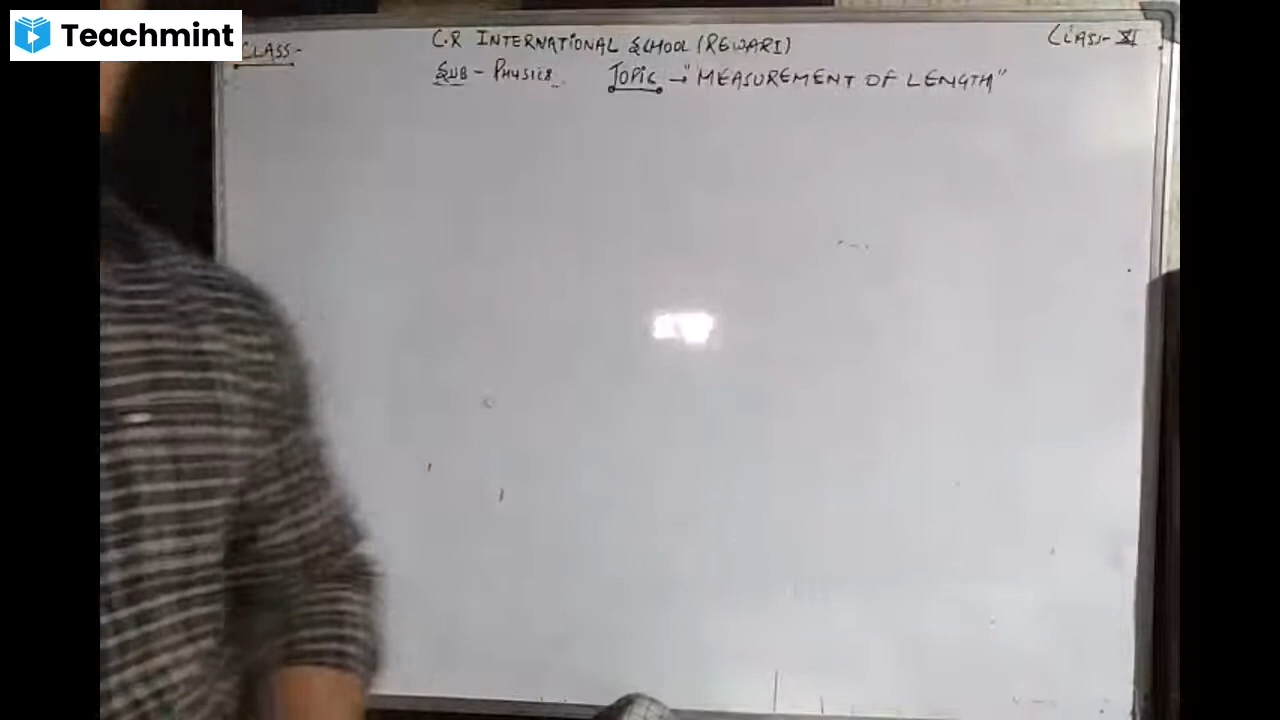 Teachmint
CLASS-
C.R INTERNATIONAL SCHOOL (REWARI)
CLASS-XI
SUB - PHYSICS. TOPIC → "MEASUREMENT OF LENGTH"